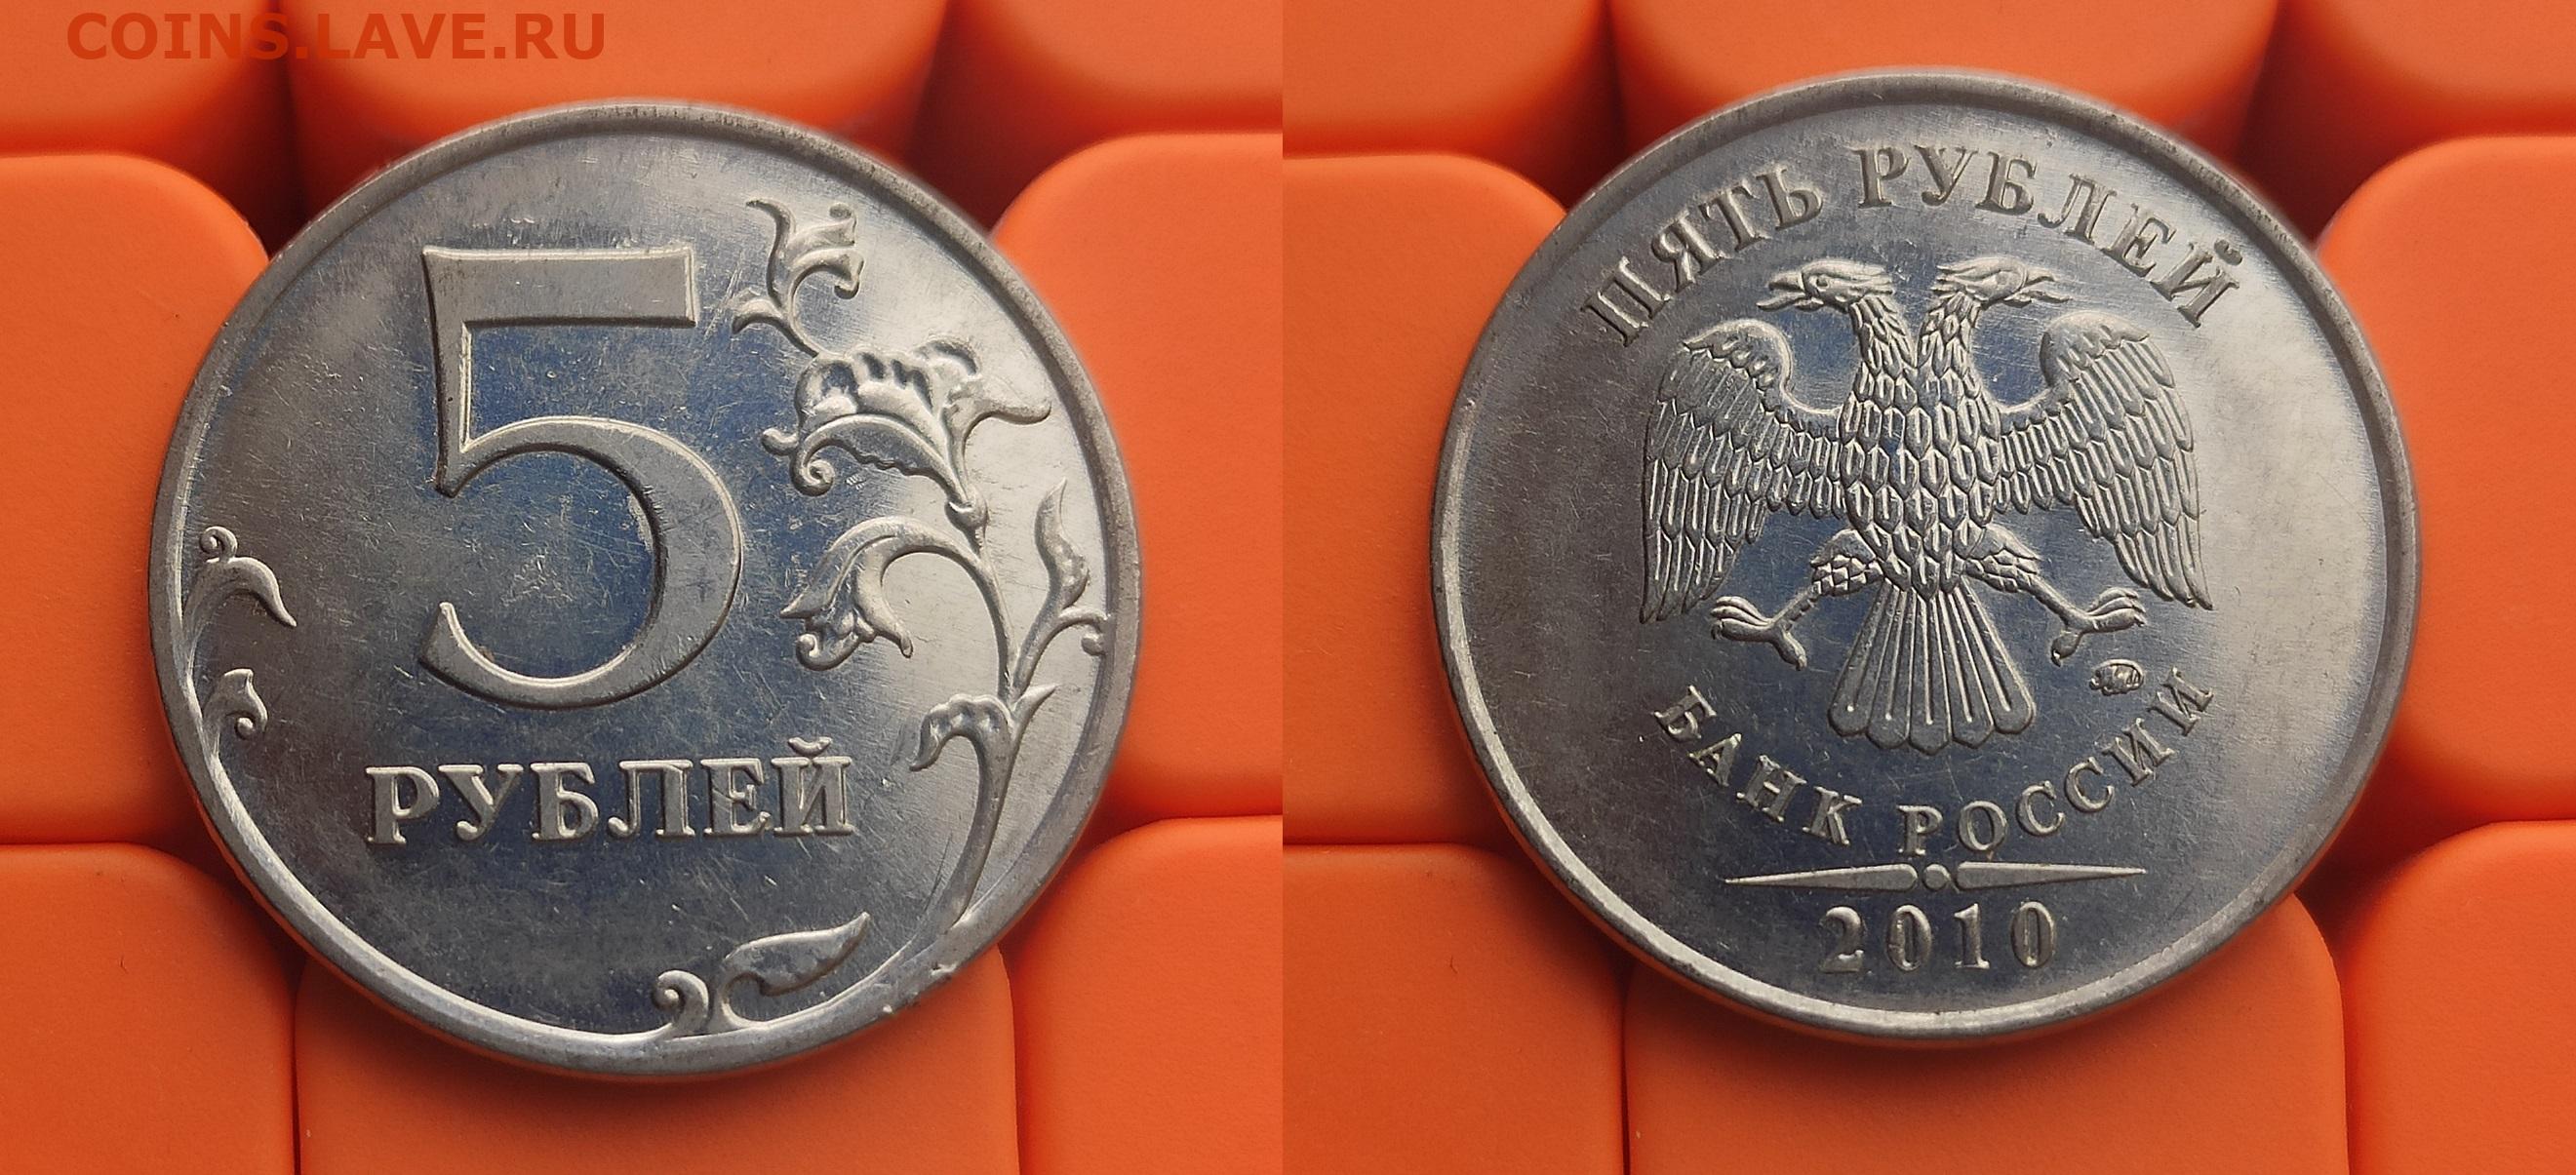 COINS.LAVE.RU
5
РУБЛЕЙ
ПЯТЬ РУБЛЕЙ
БАНК РОССИИ
2010